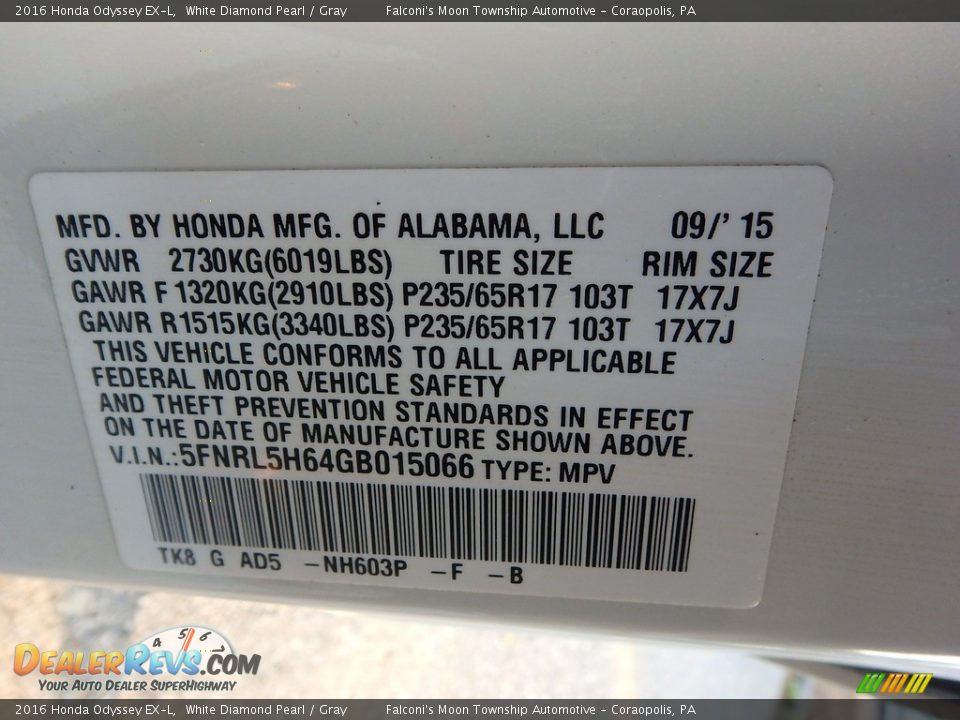 2016 Honda Odyssey EX-L, White Diamond Pearl / Gray Falconi's Moon Township Automotive - Coraopolis, PA
MFD. BY HONDA MFG. OF ALABAMA, LLC 09/' 15
GVWR 2730KG(6019LBS) TIRE SIZE RIM SIZE
GAWR F 1320KG(2910LBS) P235/65R17 103T 17X7J
GAWR R1515KG(3340LBS) P235/65R17 103T 17X7J
THIS VEHICLE CONFORMS TO ALL APPLICABLE
FEDERAL MOTOR VEHICLE SAFETY
AND THEFT PREVENTION STANDARDS IN EFFECT
ON THE DATE OF MANUFACTURE SHOWN ABOVE.
V.I.N.:5FNRL5H64GB015066 TYPE: MPV
TK8 G AD5 -NH603P -F -B
4 5 6
DEALERREVS.COM
YOUR AUTO DEALER SUPERHIGHWAY
2016 Honda Odyssey EX-L, White Diamond Pearl / Gray Falconi's Moon Township Automotive - Coraopolis, PA